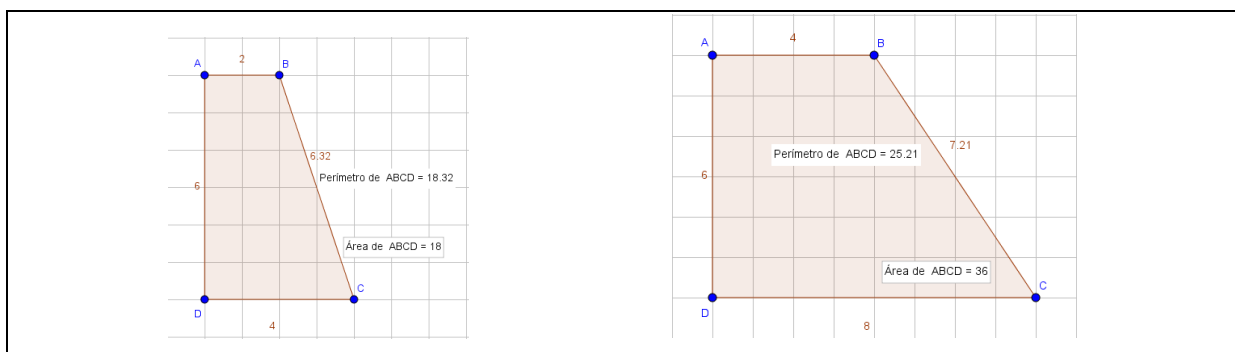 2
A
B
6.32
Perímetro de ABCD = 18.32
6
Área de ABCD = 18
C
D
4
4
A
B
7.21
Perímetro de ABCD = 25.21
6
Área de ABCD = 36
C
D
8